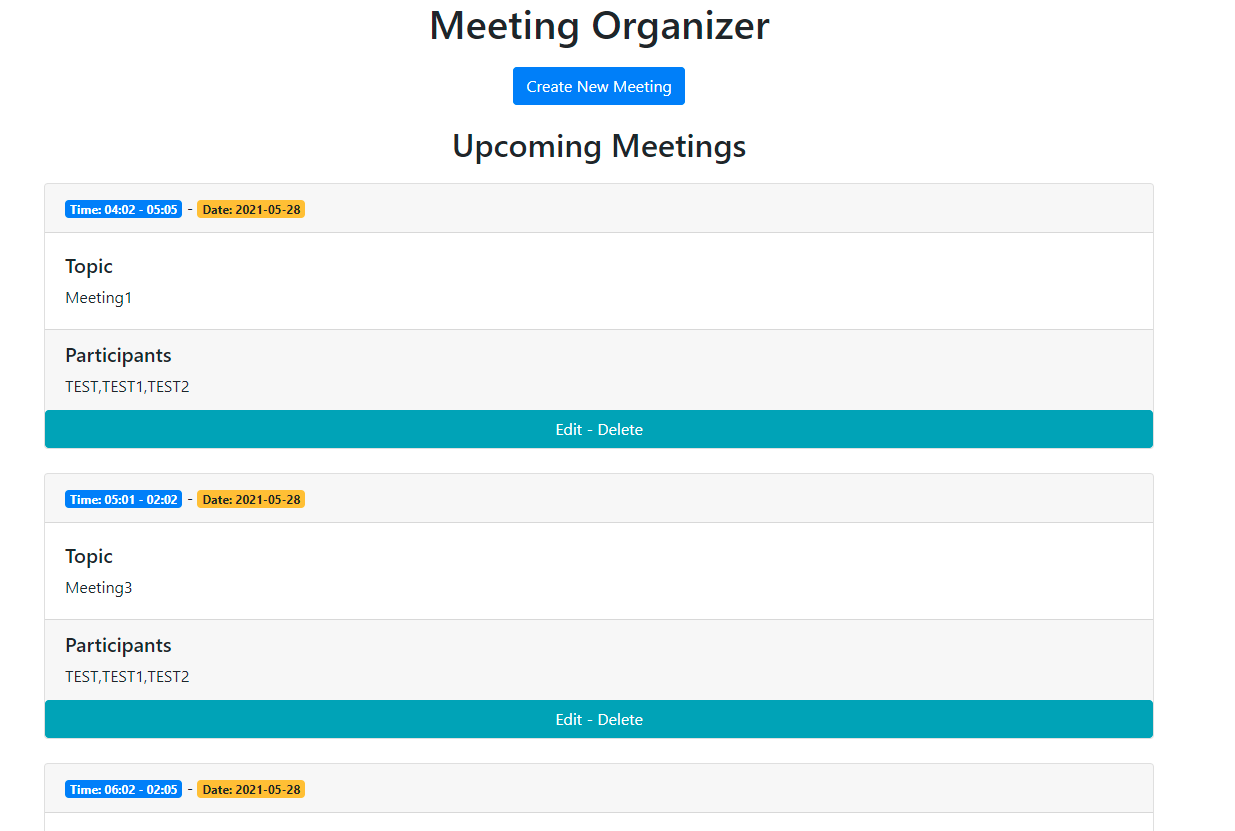 Meeting Organizer
Create New Meeting
Upcoming Meetings
Time: 04:02 - 05:05 - Date: 2021-05-28
Topic
Meeting1
Participants
TEST,TEST1,TEST2
Edit - Delete
Time: 05:01 - 02:02 - Date: 2021-05-28
Topic
Meeting3
Participants
TEST,TEST1,TEST2
Edit - Delete
Time: 06:02 - 02:05 - Date: 2021-05-28